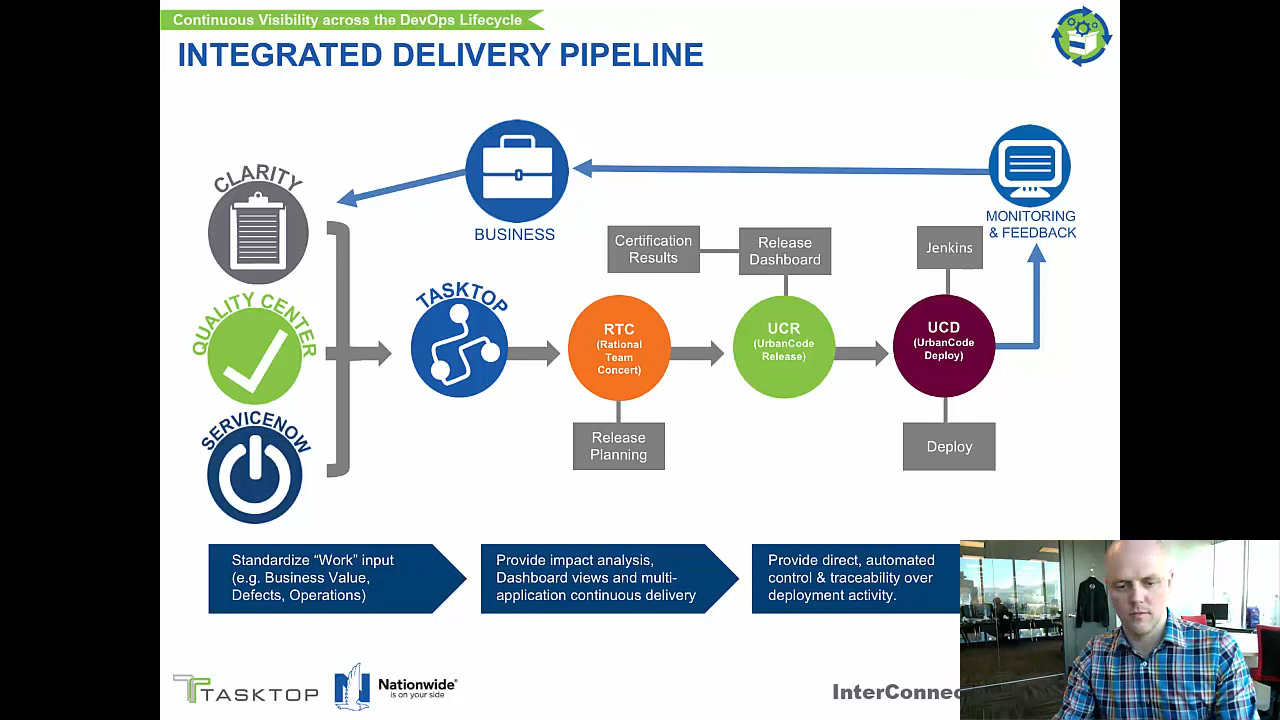 Continuous Visibility across the DevOps Lifecycle
INTEGRATED DELIVERY PIPELINE
CLARITY
BUSINESS
MONITORING
& FEEDBACK
Certification
Results
Release
Dashboard
Jenkins
QUALITY CENTER
TASKTOP
RTC
(Rational
Team
Concert)
UCR
(UrbanCode
Release)
UCD
(UrbanCode
Deploy)
SERVICENOW
Release
Planning
Deploy
Standardize “Work” input
(e.g. Business Value,
Defects, Operations)
Provide impact analysis,
Dashboard views and multi-
application continuous delivery
Provide direct, automated
control & traceability over
deployment activity.
TASKTOP
Nationwide®
is on your side
InterConnec